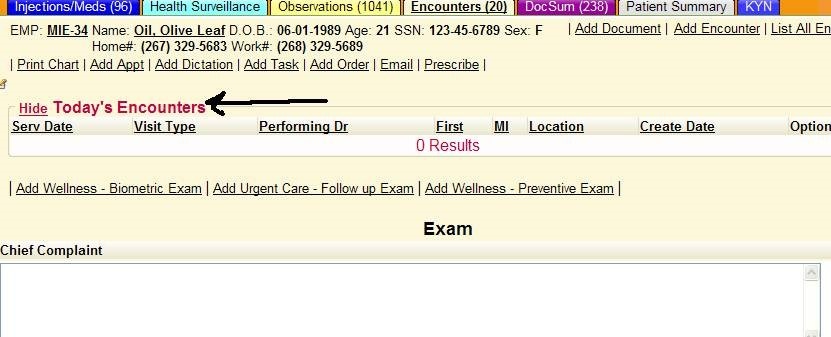 Injections/Meds (96) Health Surveillance Observations (1041) Encounters (20) DocSum (238) Patient Summary KYN
EMP: MIE-34 Name: Oil, Olive Leaf D.O.B.: 06-01-1989 Age: 21 SSN: 123-45-6789 Sex: F | Add Document | Add Encounter | List All En
Home#: (267) 329-5683 Work#: (268) 329-5689
| Print Chart | Add Appt | Add Dictation | Add Task | Add Order | Email | Prescribe |
Hide Today's Encounters
Serv Date Visit Type Performing Dr First MI Location Create Date Option
0 Results
| Add Wellness - Biometric Exam | Add Urgent Care - Follow up Exam | Add Wellness - Preventive Exam |
Exam
Chief Complaint